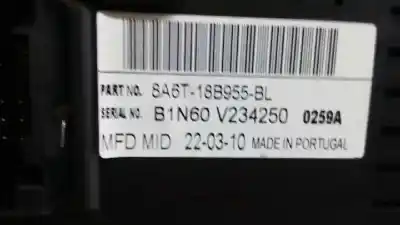 PART NO. 8A6T-18B955-BL
SERIAL NO. B1N60 V234250 0259A
MFD MID 22-03-10 MADE IN PORTUGAL